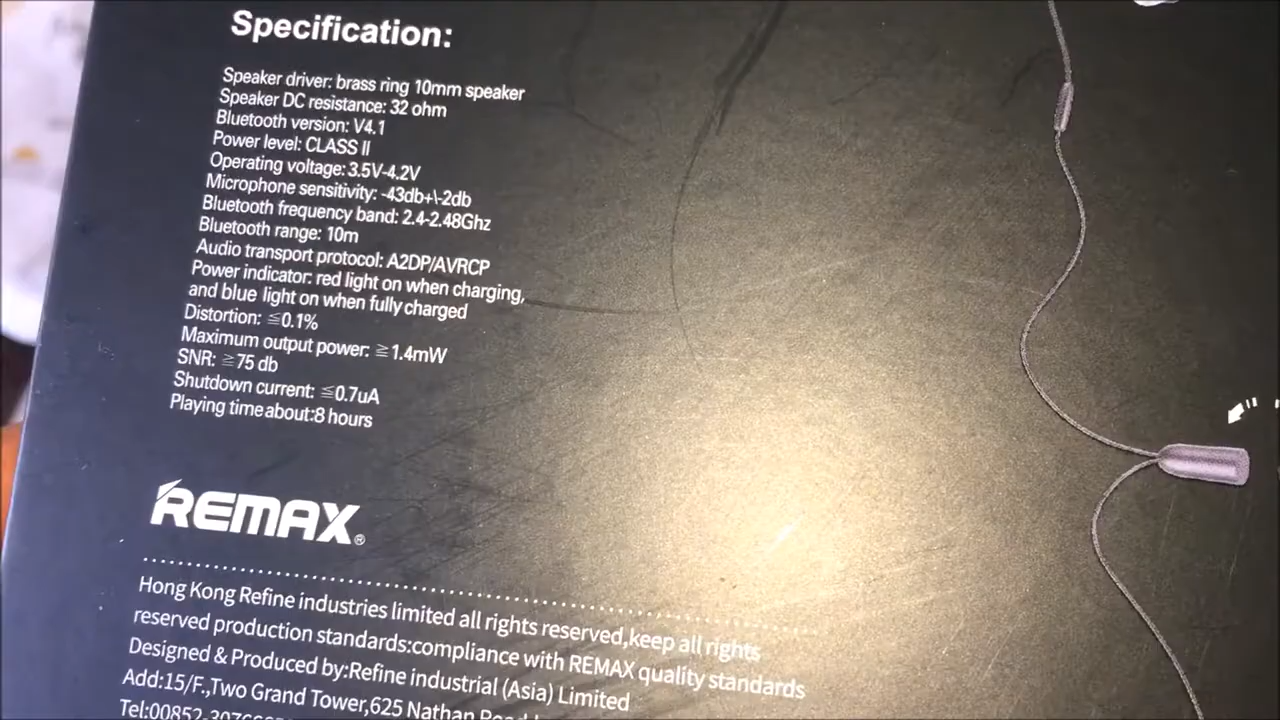 Specification:
Speaker driver: brass ring 10mm speaker
Speaker DC resistance: 32 ohm
Bluetooth version: V4.1
Power level: CLASS II
Operating voltage: 3.5V-4.2V
Microphone sensitivity: -43db+\-2db
Bluetooth frequency band: 2.4-2.48Ghz
Bluetooth range: 10m
Audio transport protocol: A2DP/AVRCP
Power indicator: red light on when charging,
and blue light on when fully charged
Distortion: ≦0.1%
Maximum output power: ≧1.4mW
SNR: ≧75 db
Shutdown current: ≦0.7uA
Playing time about:8 hours
REMAX®
Hong Kong Refine industries limited all rights reserved,keep all rights
reserved production standards:compliance with REMAX quality standards
Designed & Produced by:Refine industrial (Asia) Limited
Add:15/F.,Two Grand Tower,625 Nathan Road